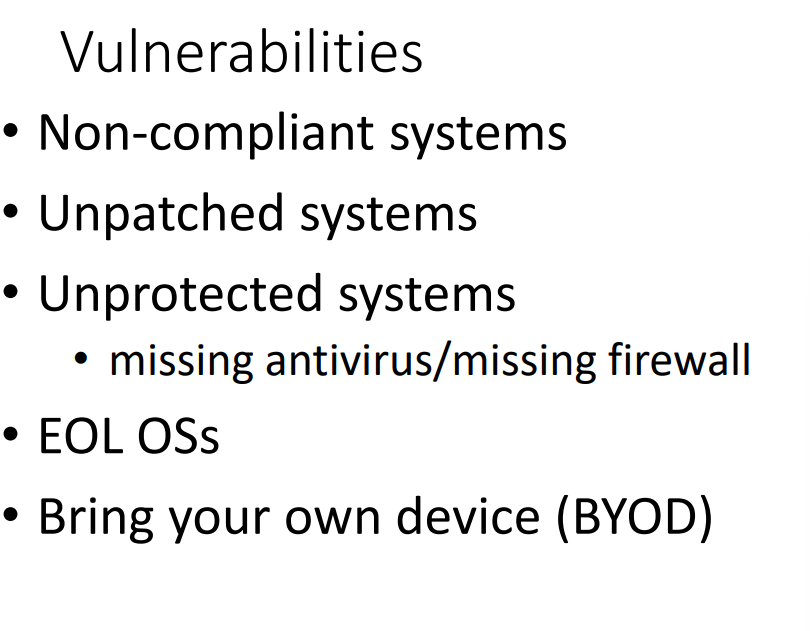 Vulnerabilities
• Non-compliant systems
• Unpatched systems
• Unprotected systems
• missing antivirus/missing firewall
• EOL OSs
• Bring your own device (BYOD)